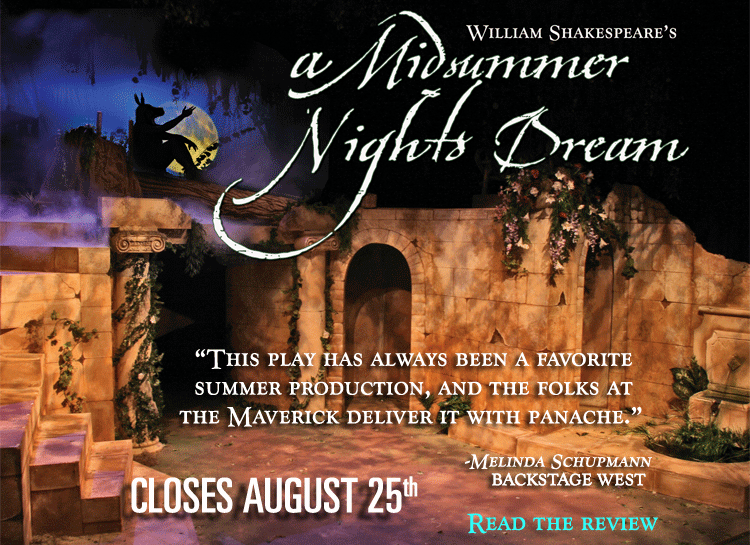 William Shakespeare's
a Midsummer
Nights Dream
“This play has always been a favorite
summer production, and the folks at
the Maverick deliver it with panache.”
-Melinda Schupmann
Backstage West
Closes August 25th
Read the review